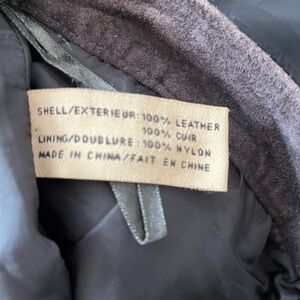 SHELL/EXTERIEUR: 100% LEATHER
100% CUIR
LINING/DOUBLURE: 100% NYLON
MADE IN CHINA/FAIT EN CHINE